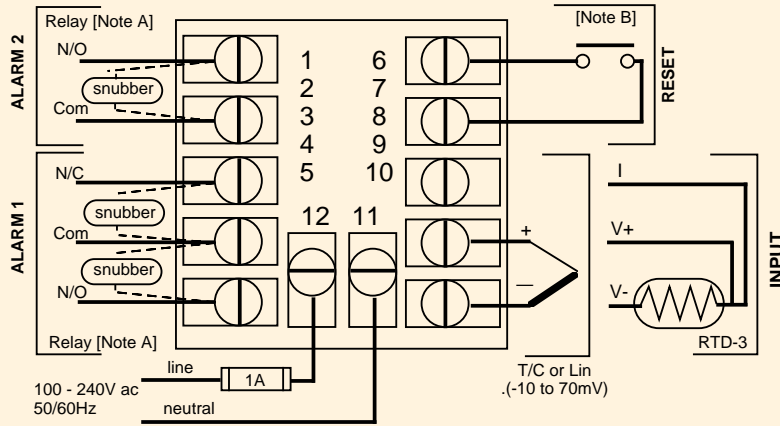 ALARM 2
Relay [Note A]
N/O
snubber
Com
ALARM 1
N/C
snubber
Com
snubber
N/O
Relay [Note A]
1
2
3
4
5
6
7
8
9
10
12
11
[Note B]
RESET
+
—
T/C or Lin
.(-10 to 70mV)
I
V+
V-
RTD-3
INPUT
100 - 240V ac
50/60Hz
line
1A
neutral